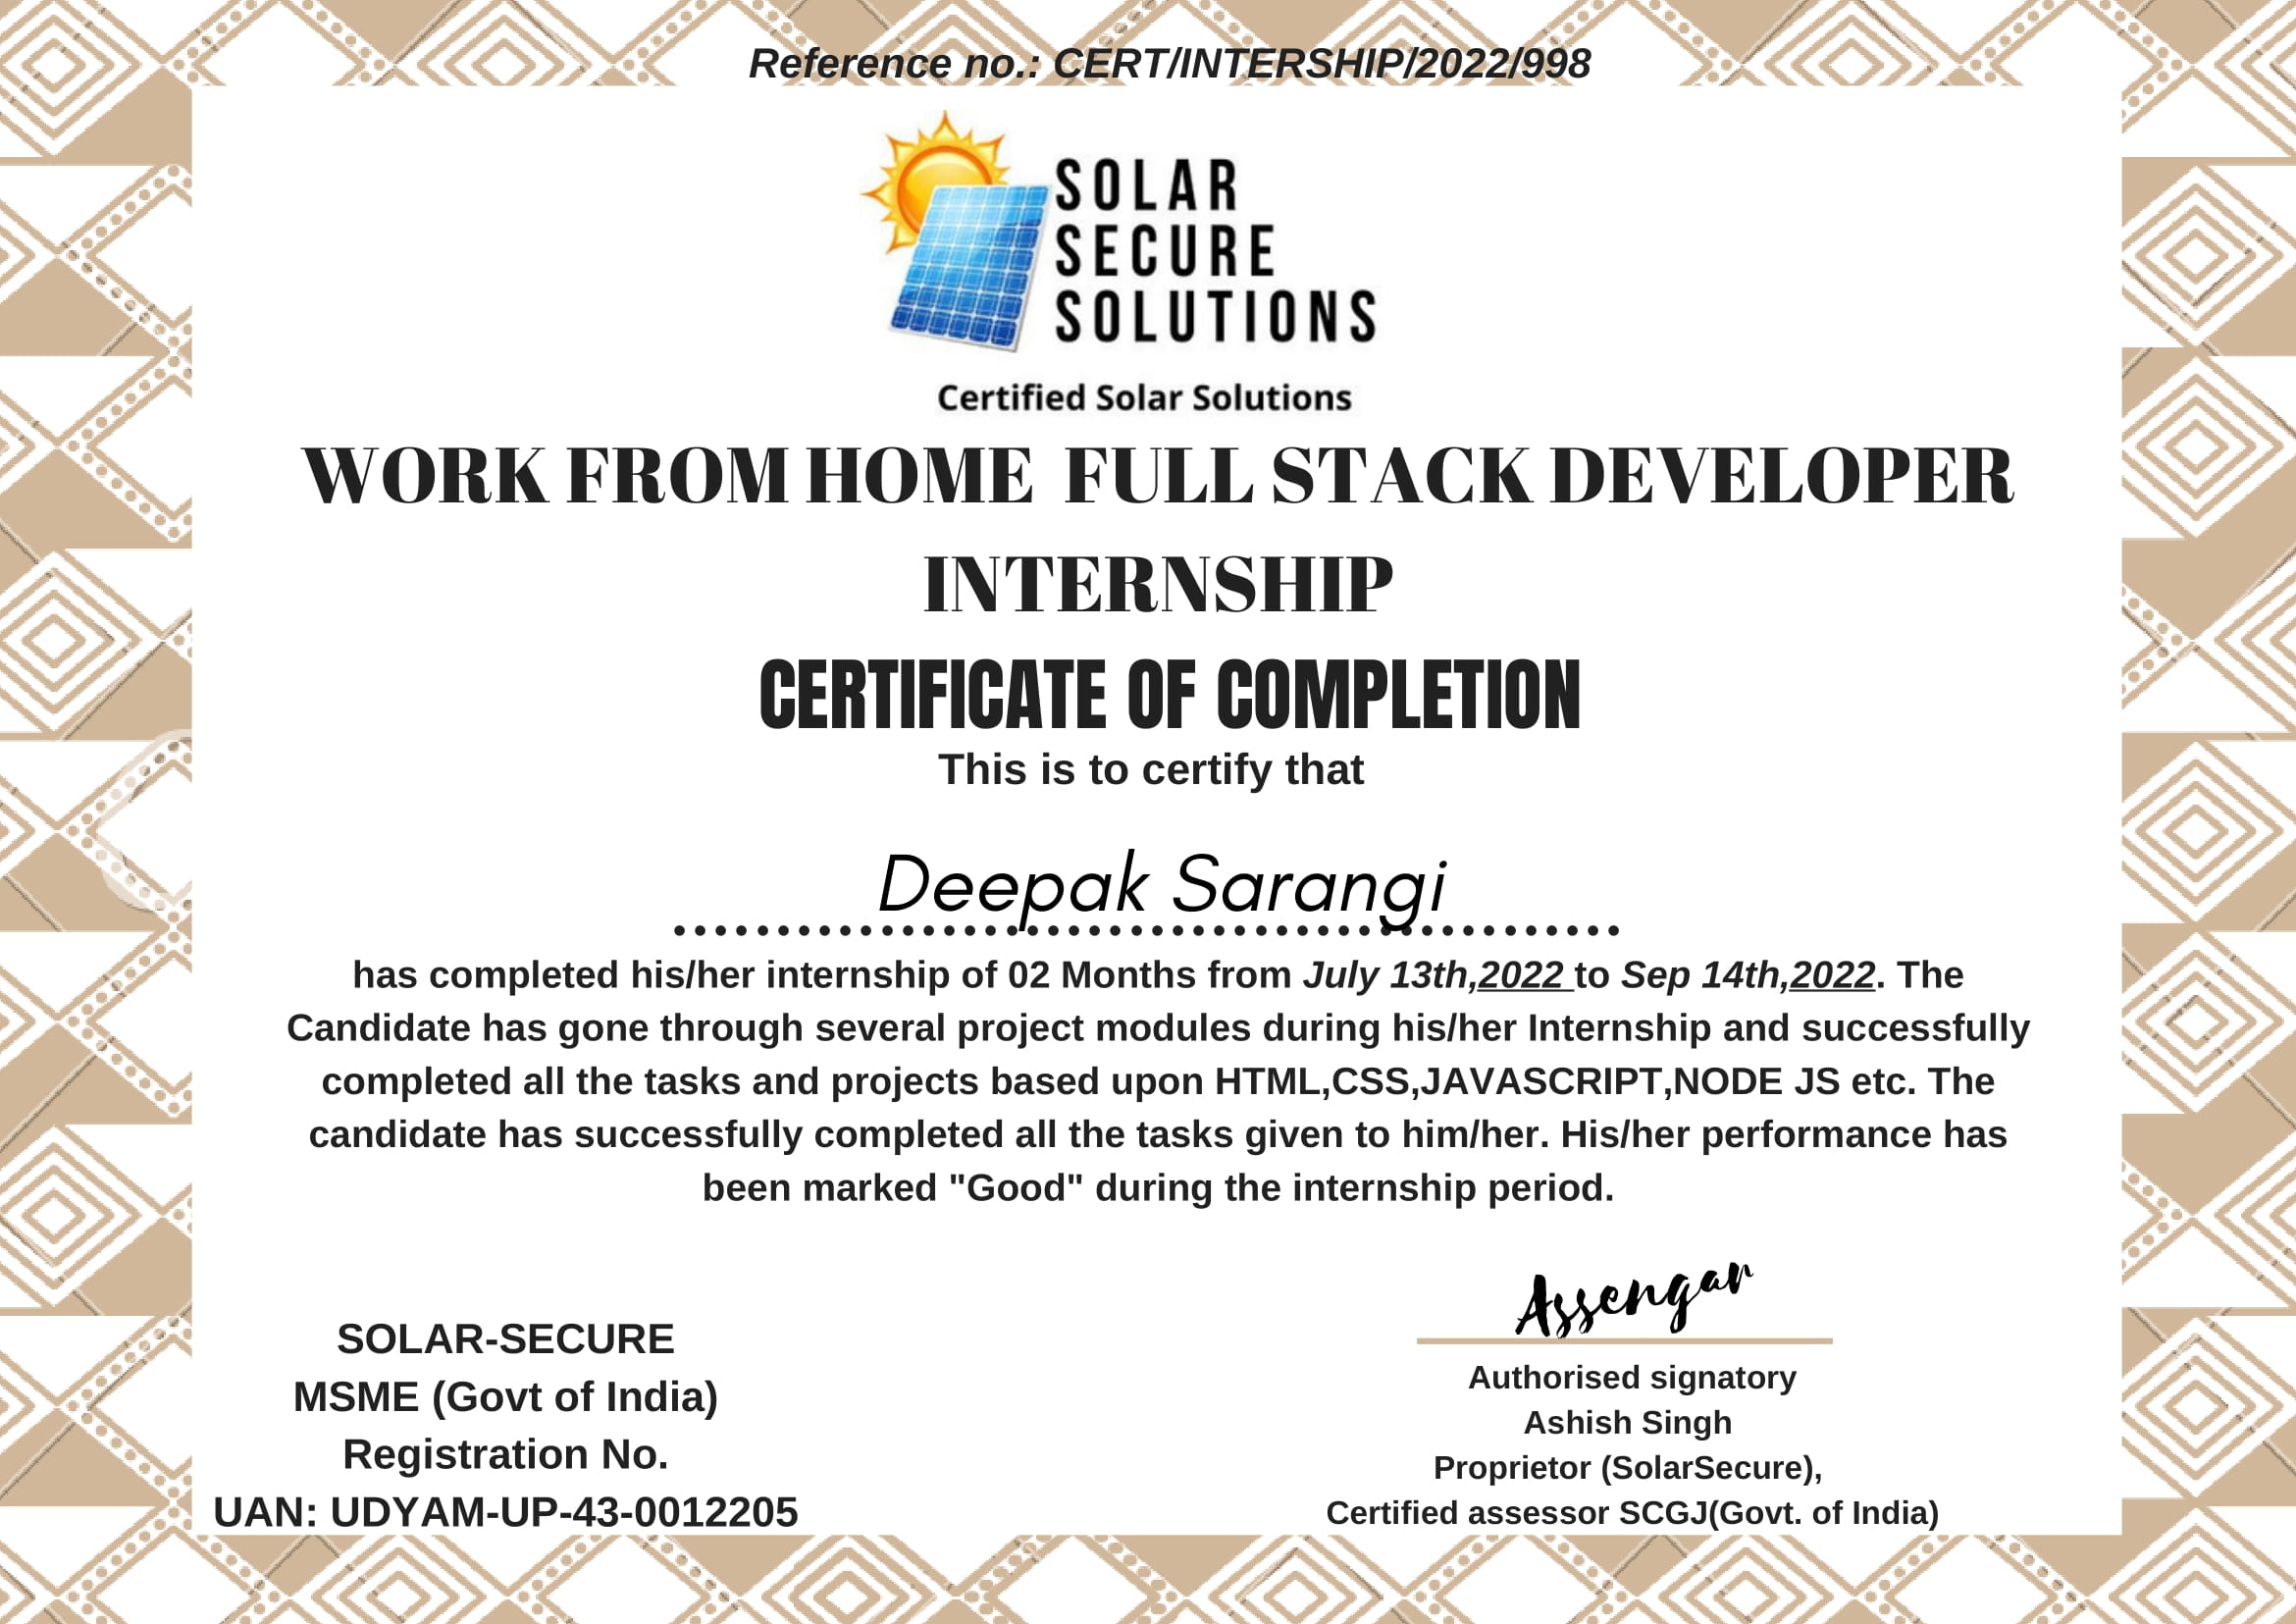 Reference no.: CERT/INTERSHIP/2022/998
SOLAR
SECURE
SOLUTIONS
Certified Solar Solutions
WORK FROM HOME FULL STACK DEVELOPER
INTERNSHIP
CERTIFICATE OF COMPLETION
This is to certify that
Deepak Sarangi
has completed his/her internship of 02 Months from July 13th,2022 to Sep 14th,2022. The
Candidate has gone through several project modules during his/her Internship and successfully
completed all the tasks and projects based upon HTML,CSS,JAVASCRIPT,NODE JS etc. The
candidate has successfully completed all the tasks given to him/her. His/her performance has
been marked "Good" during the internship period.
SOLAR-SECURE
MSME (Govt of India)
Registration No.
UAN: UDYAM-UP-43-0012205
Assengar
Authorised signatory
Ashish Singh
Proprietor (SolarSecure),
Certified assessor SCGJ(Govt. of India)